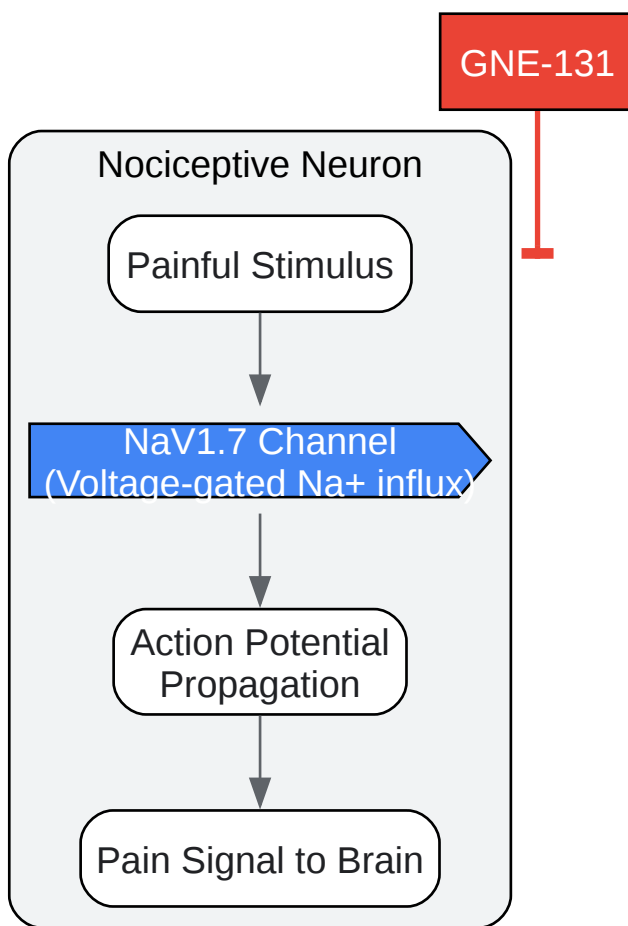 GNE-131
Nociceptive Neuron
Painful Stimulus
NaV1.7 Channel
(Voltage-gated Na+ influx)
Action Potential
Propagation
Pain Signal to Brain